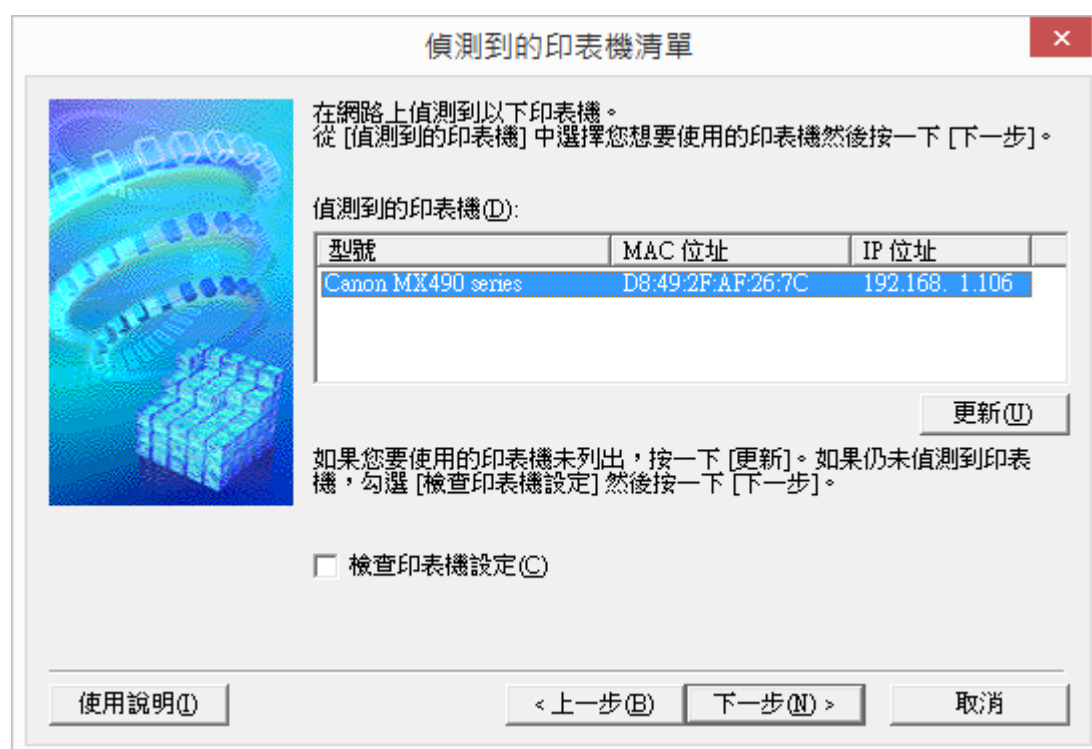 偵測到的印表機清單
在網路上偵測到以下印表機。
從 [偵測到的印表機] 中選擇您想要使用的印表機然後按一下 [下一步]。
偵測到的印表機(D):
型號 MAC 位址 IP 位址
Canon MX490 series D8:49:2F:AF:26:7C 192.168. 1.106
更新(U)
如果您要使用的印表機未列出，按一下 [更新]。如果仍未偵測到印表
機，勾選 [檢查印表機設定] 然後按一下 [下一步]。
檢查印表機設定(C)
使用說明(I) < 上一步(B) 下一步(N) > 取消